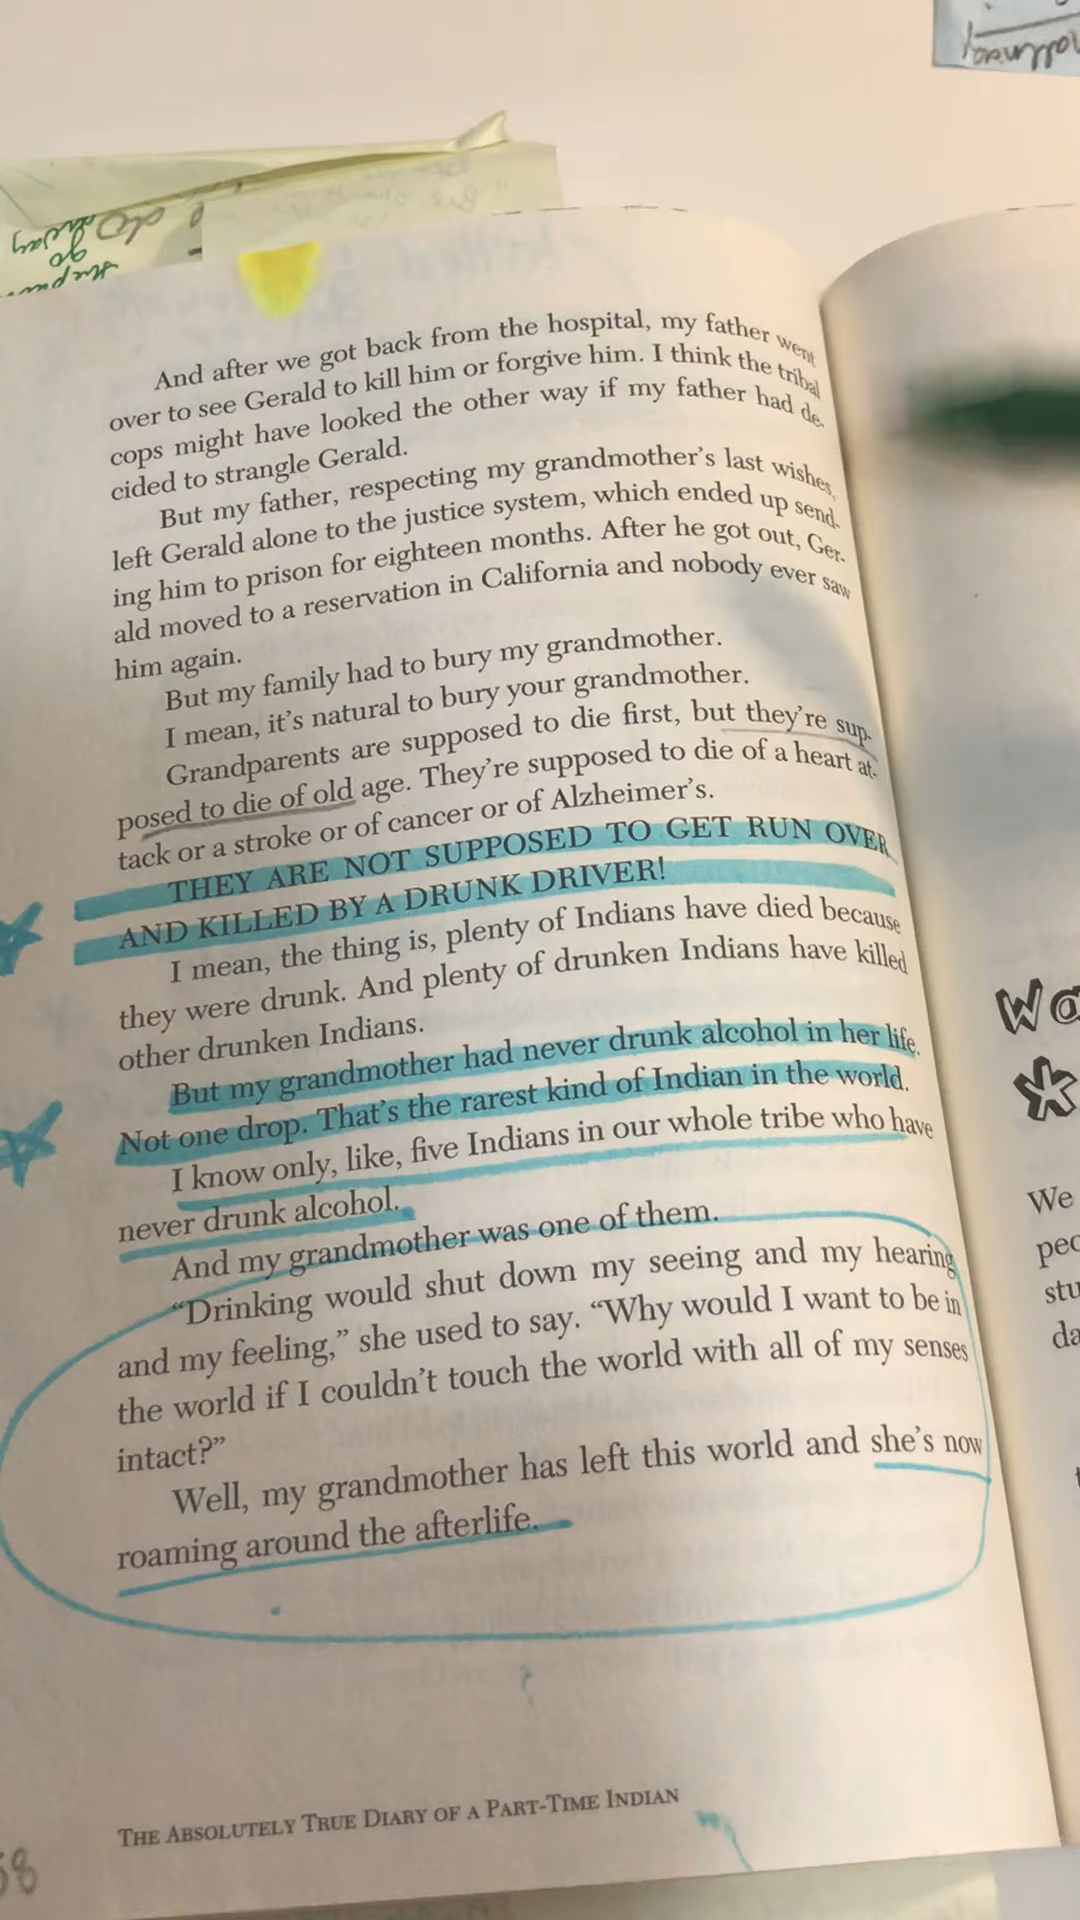 And after we got back from the hospital, my father went
over to see Gerald to kill him or forgive him. I think the tribal
cops might have looked the other way if my father had de-
cided to strangle Gerald.
But my father, respecting my grandmother's last wishes,
left Gerald alone to the justice system, which ended up send-
ing him to prison for eighteen months. After he got out, Ger-
ald moved to a reservation in California and nobody ever saw
him again.
But my family had to bury my grandmother.
I mean, it's natural to bury your grandmother.
Grandparents are supposed to die first, but they're sup-
posed to die of old age. They're supposed to die of a heart at-
tack or a stroke or of cancer or of Alzheimer's.
THEY ARE NOT SUPPOSED TO GET RUN OVER
AND KILLED BY A DRUNK DRIVER!
I mean, the thing is, plenty of Indians have died because
they were drunk. And plenty of drunken Indians have killed
other drunken Indians.
But my grandmother had never drunk alcohol in her life.
Not one drop. That's the rarest kind of Indian in the world.
I know only, like, five Indians in our whole tribe who have
never drunk alcohol.
And my grandmother was one of them.
"Drinking would shut down my seeing and my hearing
and my feeling," she used to say. "Why would I want to be in
the world if I couldn't touch the world with all of my senses
intact?"
Well, my grandmother has left this world and she's now
roaming around the afterlife.
THE ABSOLUTELY TRUE DIARY OF A PART-TIME INDIAN
We